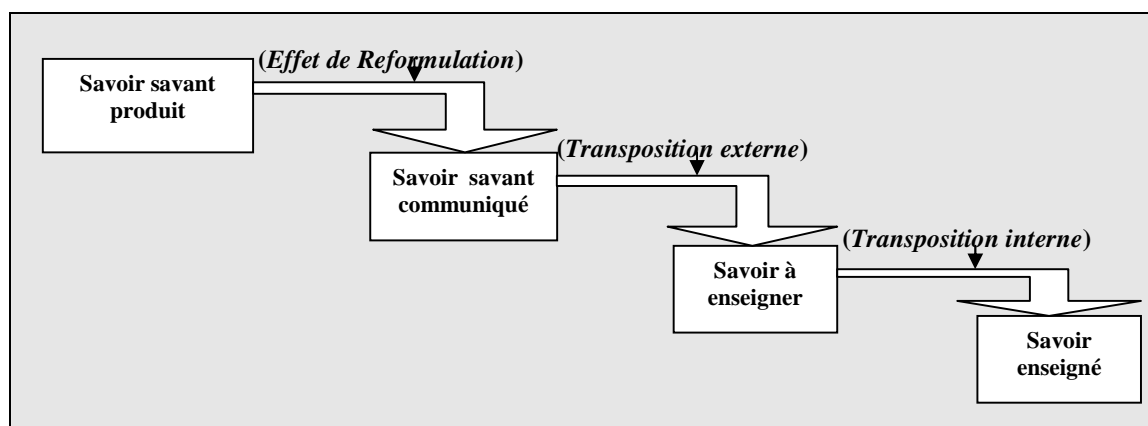 (Effet de Reformulation)
Savoir savant
produit
(Transposition externe)
Savoir savant
communiqué
(Transposition interne)
Savoir à
enseigner
Savoir
enseigné